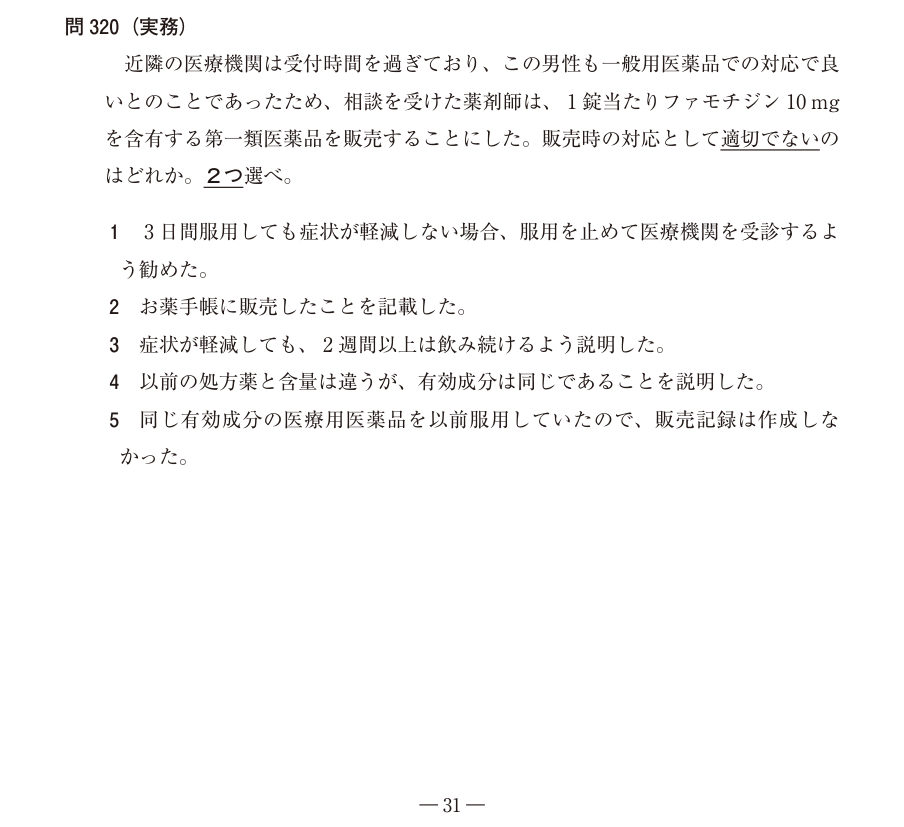 問 320（実務）
近隣の医療機関は受付時間を過ぎており、この男性も一般用医薬品での対応で良
いとのことであったため、相談を受けた薬剤師は、１錠当たりファモチジン 10 mg
を含有する第一類医薬品を販売することにした。販売時の対応として適切でないの
はどれか。２つ選べ。
1　３日間服用しても症状が軽減しない場合、服用を止めて医療機関を受診するよ
う勧めた。
2　お薬手帳に販売したことを記載した。
3　症状が軽減しても、２週間以上は飲み続けるよう説明した。
4　以前の処方薬と含量は違うが、有効成分は同じであることを説明した。
5　同じ有効成分の医療用医薬品を以前服用していたので、販売記録は作成しな
かった。
― 31 ―